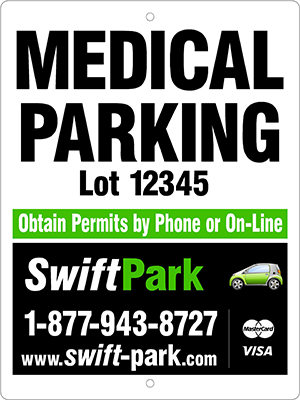 MEDICAL
PARKING
Lot 12345
Obtain Permits by Phone or On-Line
SwiftPark
1-877-943-8727
www.swift-park.com
MasterCard
VISA